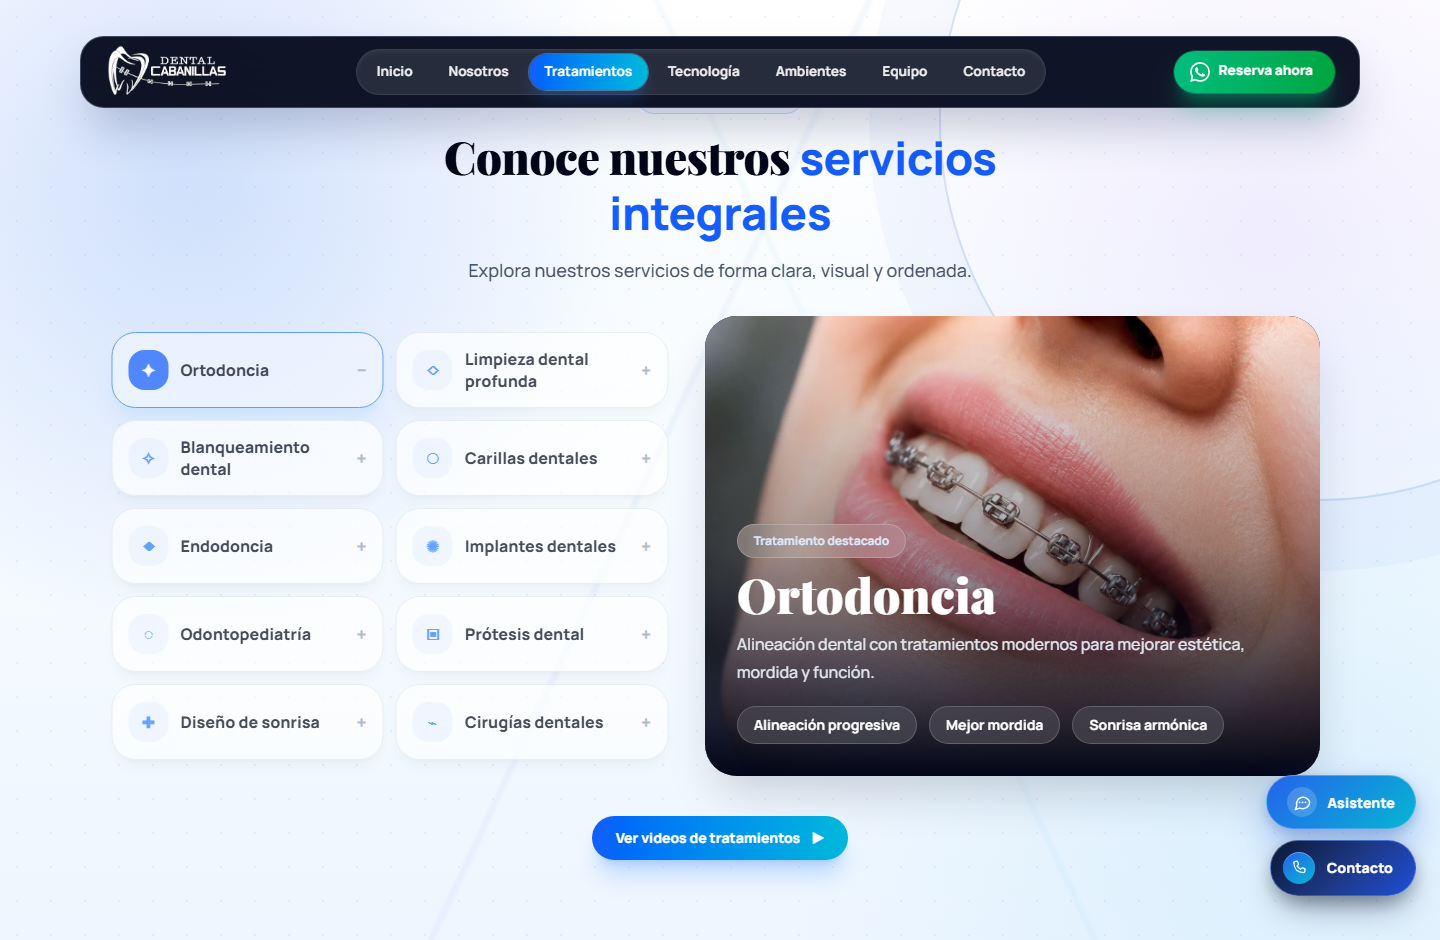 DENTAL
CABANILLAS
Inicio
Nosotros
Tratamientos
Tecnología
Ambientes
Equipo
Contacto
Reserva ahora
Conoce nuestros servicios
integrales
Explora nuestros servicios de forma clara, visual y ordenada.
Ortodoncia
Limpieza dental
profunda
Blanqueamiento
dental
Carillas dentales
Endodoncia
Implantes dentales
Odontopediatría
Prótesis dental
Diseño de sonrisa
Cirugías dentales
Tratamiento destacado
Ortodoncia
Alineación dental con tratamientos modernos para mejorar estética,
mordida y función.
Alineación progresiva
Mejor mordida
Sonrisa armónica
Ver videos de tratamientos
Asistente
Contacto